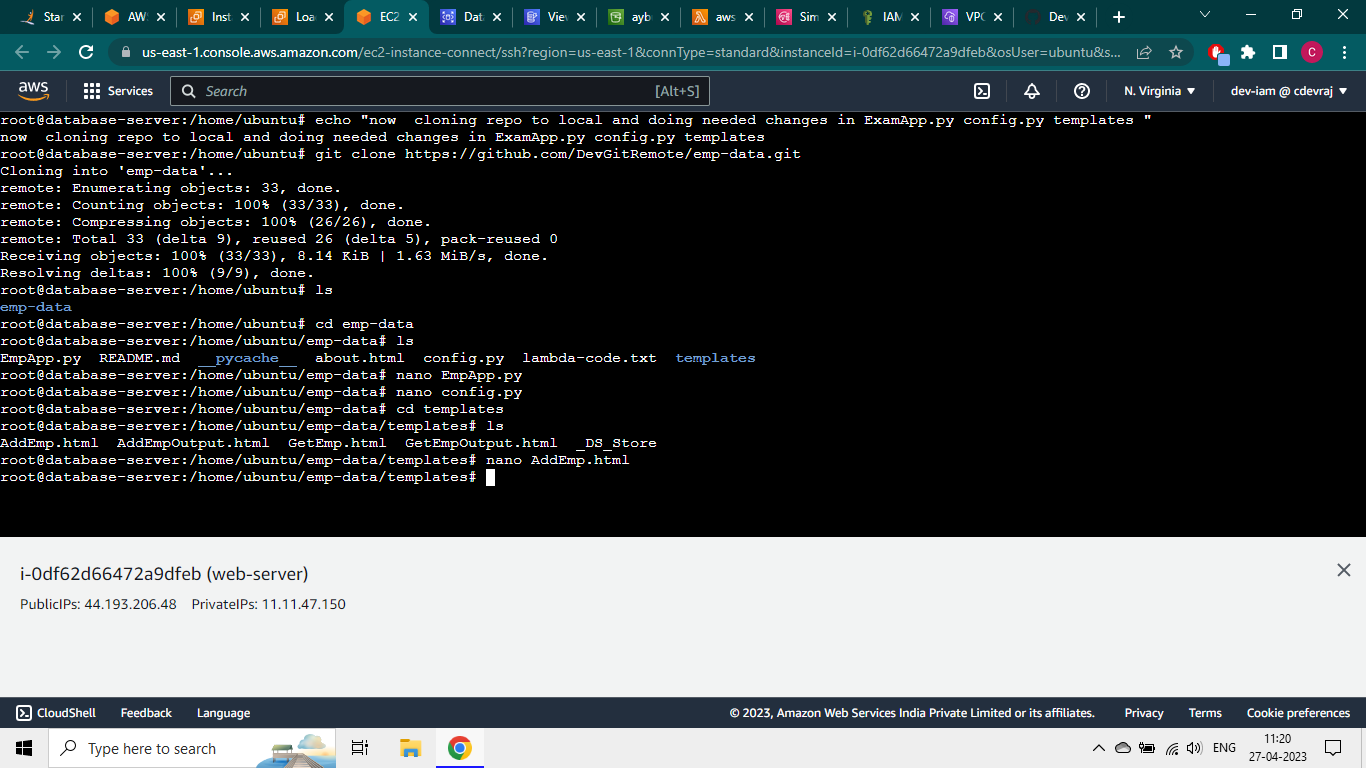 Star
AWS
Inst
Loa
EC2
Dat
View
ayb
aws
Sim
IAM
VPC
Dev
us-east-1.console.aws.amazon.com/ec2-instance-connect/ssh?region=us-east-1&connType=standard&instanceId=i-0df62d66472a9dfeb&osUser=ubuntu&s...
C
aws
Services
Search
[Alt+S]
N. Virginia
dev-iam @ cdevraj
root@database-server:/home/ubuntu# echo "now  cloning repo to local and doing needed changes in ExamApp.py config.py templates "
now  cloning repo to local and doing needed changes in ExamApp.py config.py templates
root@database-server:/home/ubuntu# git clone https://github.com/DevGitRemote/emp-data.git
Cloning into 'emp-data'...
remote: Enumerating objects: 33, done.
remote: Counting objects: 100% (33/33), done.
remote: Compressing objects: 100% (26/26), done.
remote: Total 33 (delta 9), reused 26 (delta 5), pack-reused 0
Receiving objects: 100% (33/33), 8.14 KiB | 1.63 MiB/s, done.
Resolving deltas: 100% (9/9), done.
root@database-server:/home/ubuntu# ls
emp-data
root@database-server:/home/ubuntu# cd emp-data
root@database-server:/home/ubuntu/emp-data# ls
EmpApp.py  README.md  __pycache__  about.html  config.py  lambda-code.txt  templates
root@database-server:/home/ubuntu/emp-data# nano EmpApp.py
root@database-server:/home/ubuntu/emp-data# nano config.py
root@database-server:/home/ubuntu/emp-data# cd templates
root@database-server:/home/ubuntu/emp-data/templates# ls
AddEmp.html  AddEmpOutput.html  GetEmp.html  GetEmpOutput.html  _DS_Store
root@database-server:/home/ubuntu/emp-data/templates# nano AddEmp.html
root@database-server:/home/ubuntu/emp-data/templates#
i-0df62d66472a9dfeb (web-server)
PublicIPs: 44.193.206.48    PrivateIPs: 11.11.47.150
CloudShell
Feedback
Language
© 2023, Amazon Web Services India Private Limited or its affiliates.
Privacy
Terms
Cookie preferences
Type here to search
ENG
11:20
27-04-2023